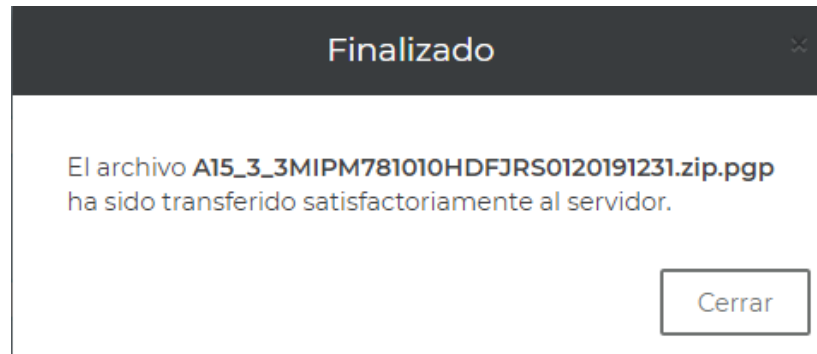 Finalizado
El archivo A15_3_3MIPM781010HDFJRS0120191231.zip.pgp
ha sido transferido satisfactoriamente al servidor.
Cerrar